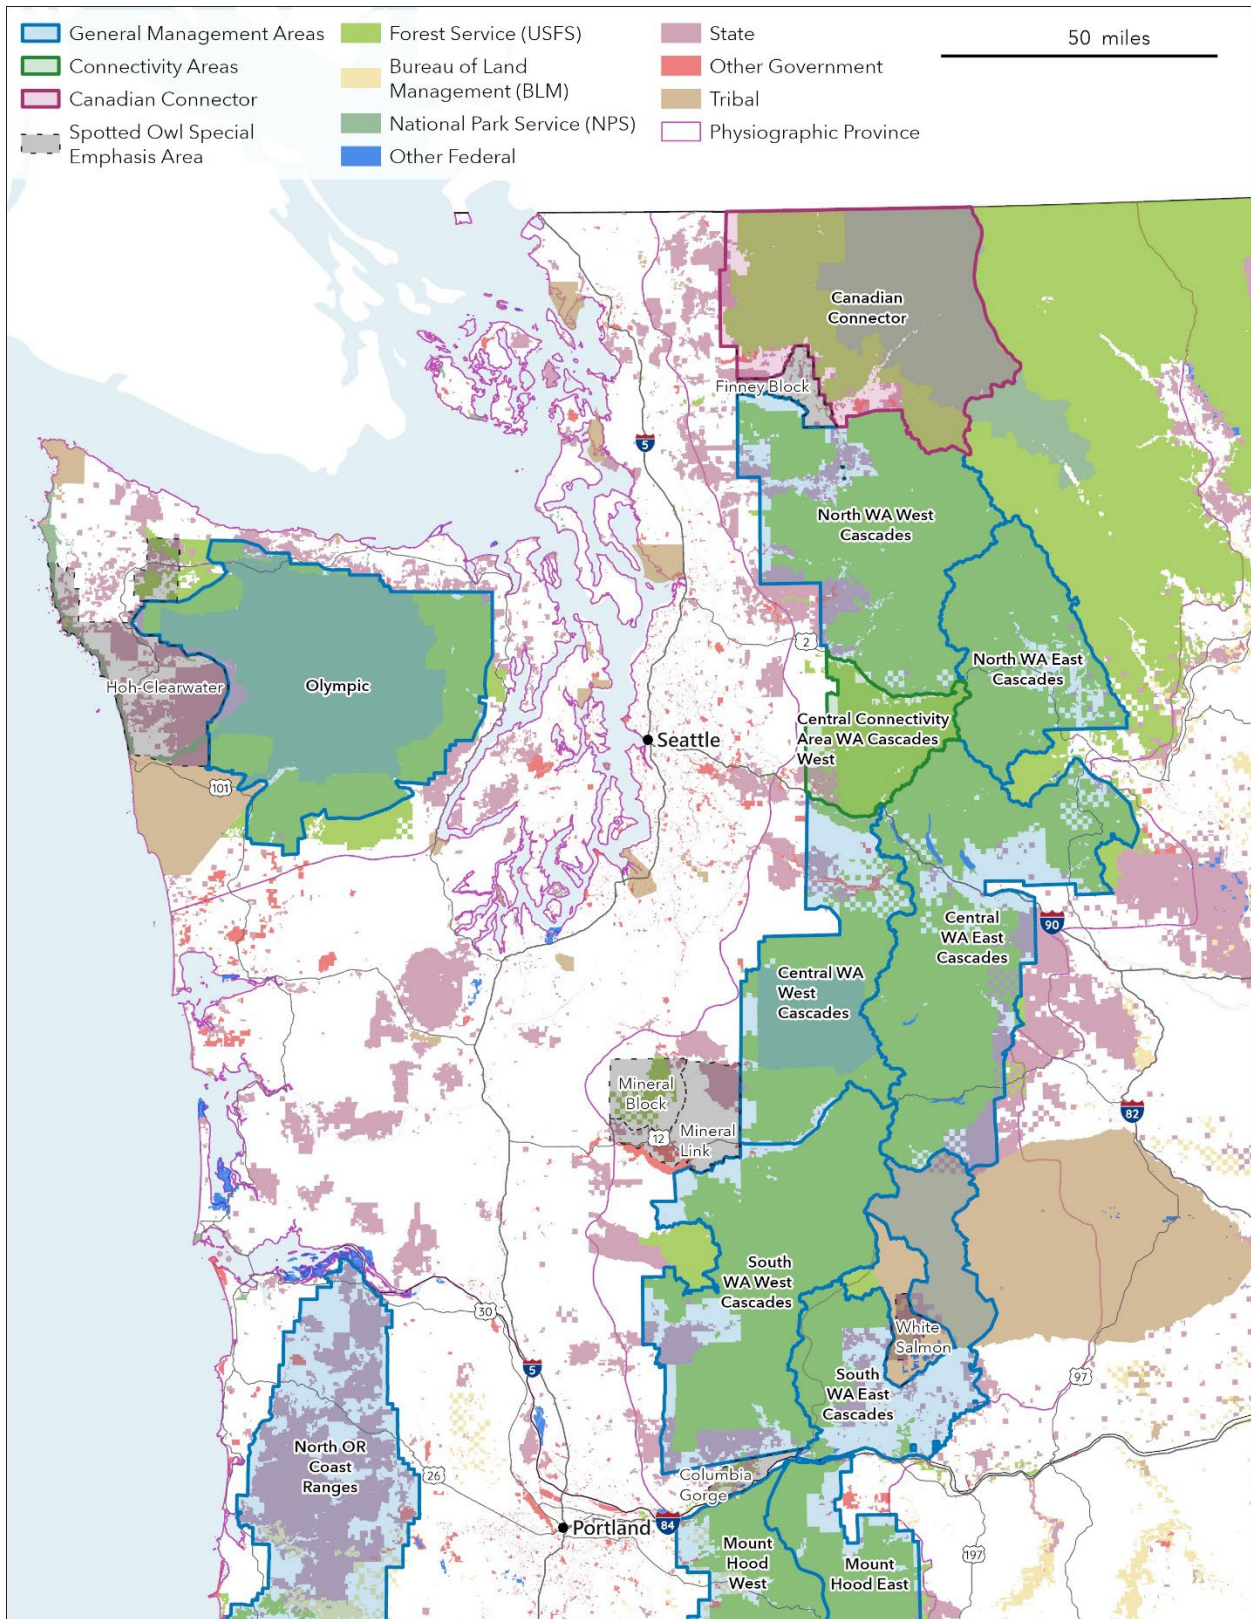 General Management Areas
Connectivity Areas
Canadian Connector
Spotted Owl Special
Emphasis Area
Forest Service (USFS)
Bureau of Land
Management (BLM)
National Park Service (NPS)
Other Federal
State
Other Government
Tribal
Physiographic Province
50 miles
Canadian
Connector
Finney Block
5
North WA West
Cascades
2
North WA East
Cascades
Hoh-Clearwater
Olympic
Central Connectivity
Area WA Cascades
West
Seattle
101
Central
WA East
Cascades
90
Central WA
West
Cascades
Mineral
Block
12
Mineral
Link
82
South
WA West
Cascades
30
White
Salmon
5
97
South
WA East
Cascades
North OR
Coast
Ranges
26
Columbia
Gorge
Portland
84
Mount
Hood
West
Mount
Hood East
197